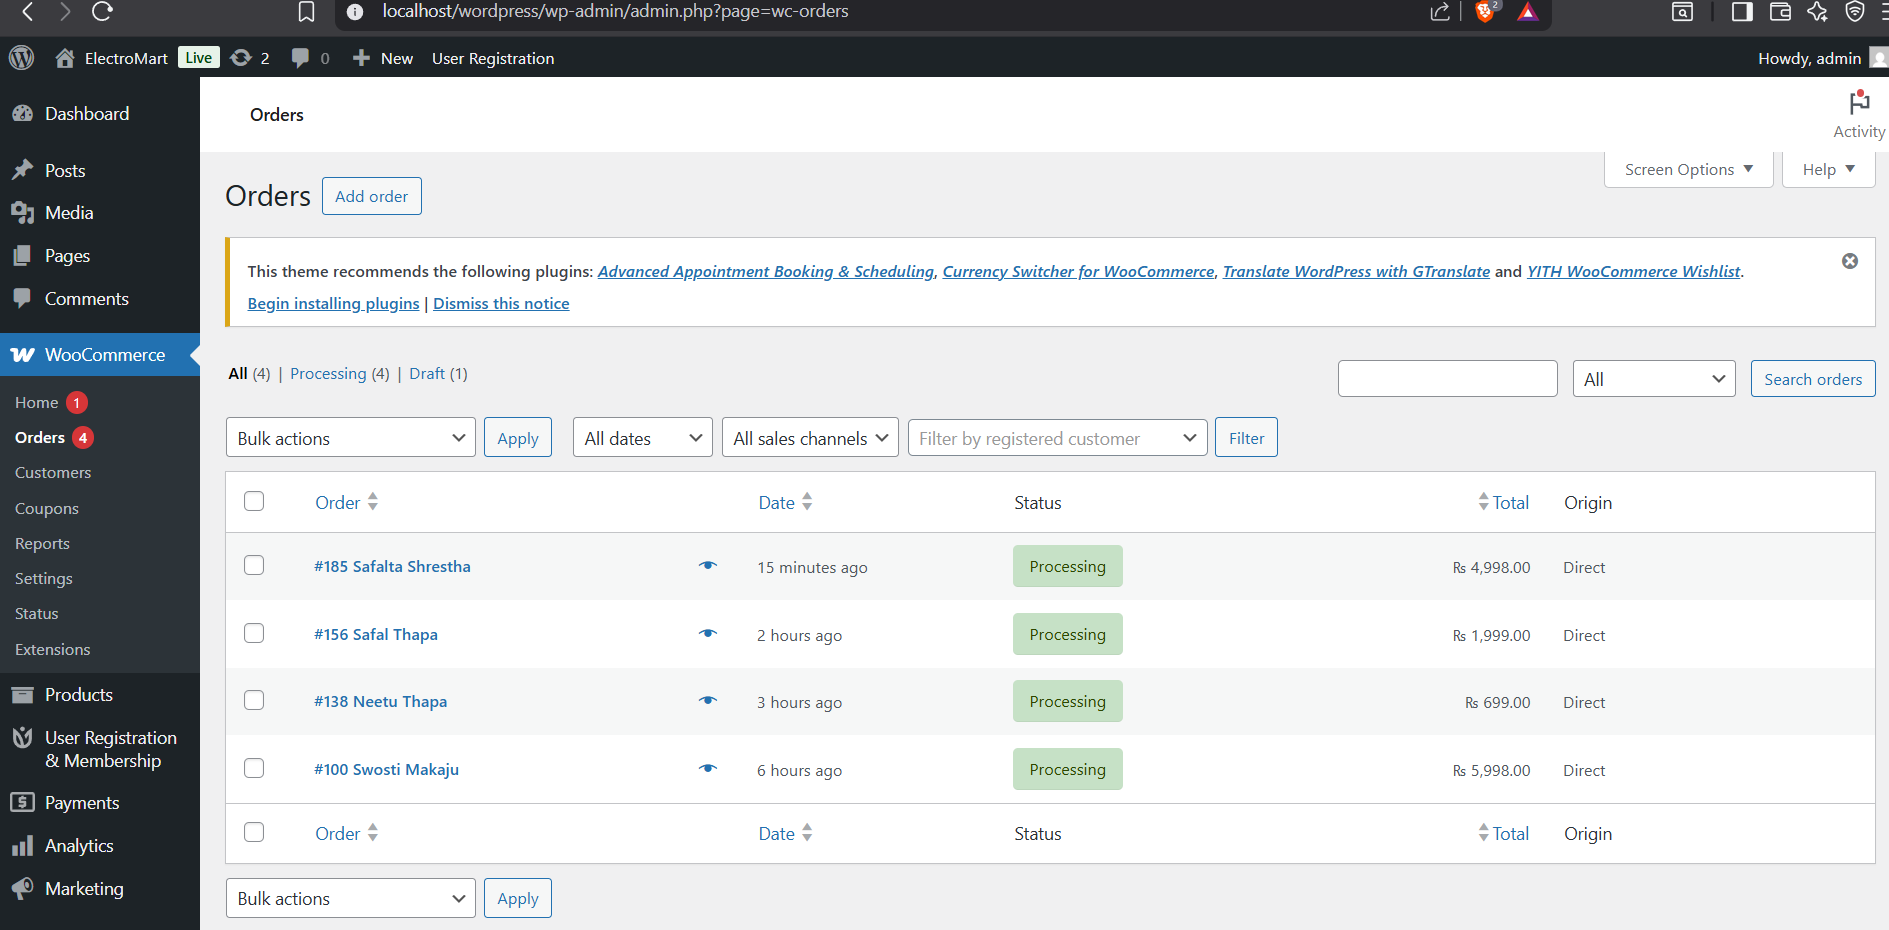 localhost/wordpress/wp-admin/admin.php?page=wc-orders
2
ElectroMart Live 2 0 New User Registration Howdy, admin
Dashboard
Posts
Media
Pages
Comments
WooCommerce
Home 1
Orders 4
Customers
Coupons
Reports
Settings
Status
Extensions
Products
User Registration
& Membership
Payments
Analytics
Marketing
Orders
Activity
Screen Options Help
Orders Add order
This theme recommends the following plugins: Advanced Appointment Booking & Scheduling, Currency Switcher for WooCommerce, Translate WordPress with GTranslate and YITH WooCommerce Wishlist.
Begin installing plugins | Dismiss this notice
All (4) | Processing (4) | Draft (1)
All Search orders
Bulk actions Apply All dates All sales channels Filter by registered customer Filter
Order Date Status Total Origin
#185 Safalta Shrestha 15 minutes ago Processing ₨ 4,998.00 Direct
#156 Safal Thapa 2 hours ago Processing ₨ 1,999.00 Direct
#138 Neetu Thapa 3 hours ago Processing ₨ 699.00 Direct
#100 Swosti Makaju 6 hours ago Processing ₨ 5,998.00 Direct
Order Date Status Total Origin
Bulk actions Apply